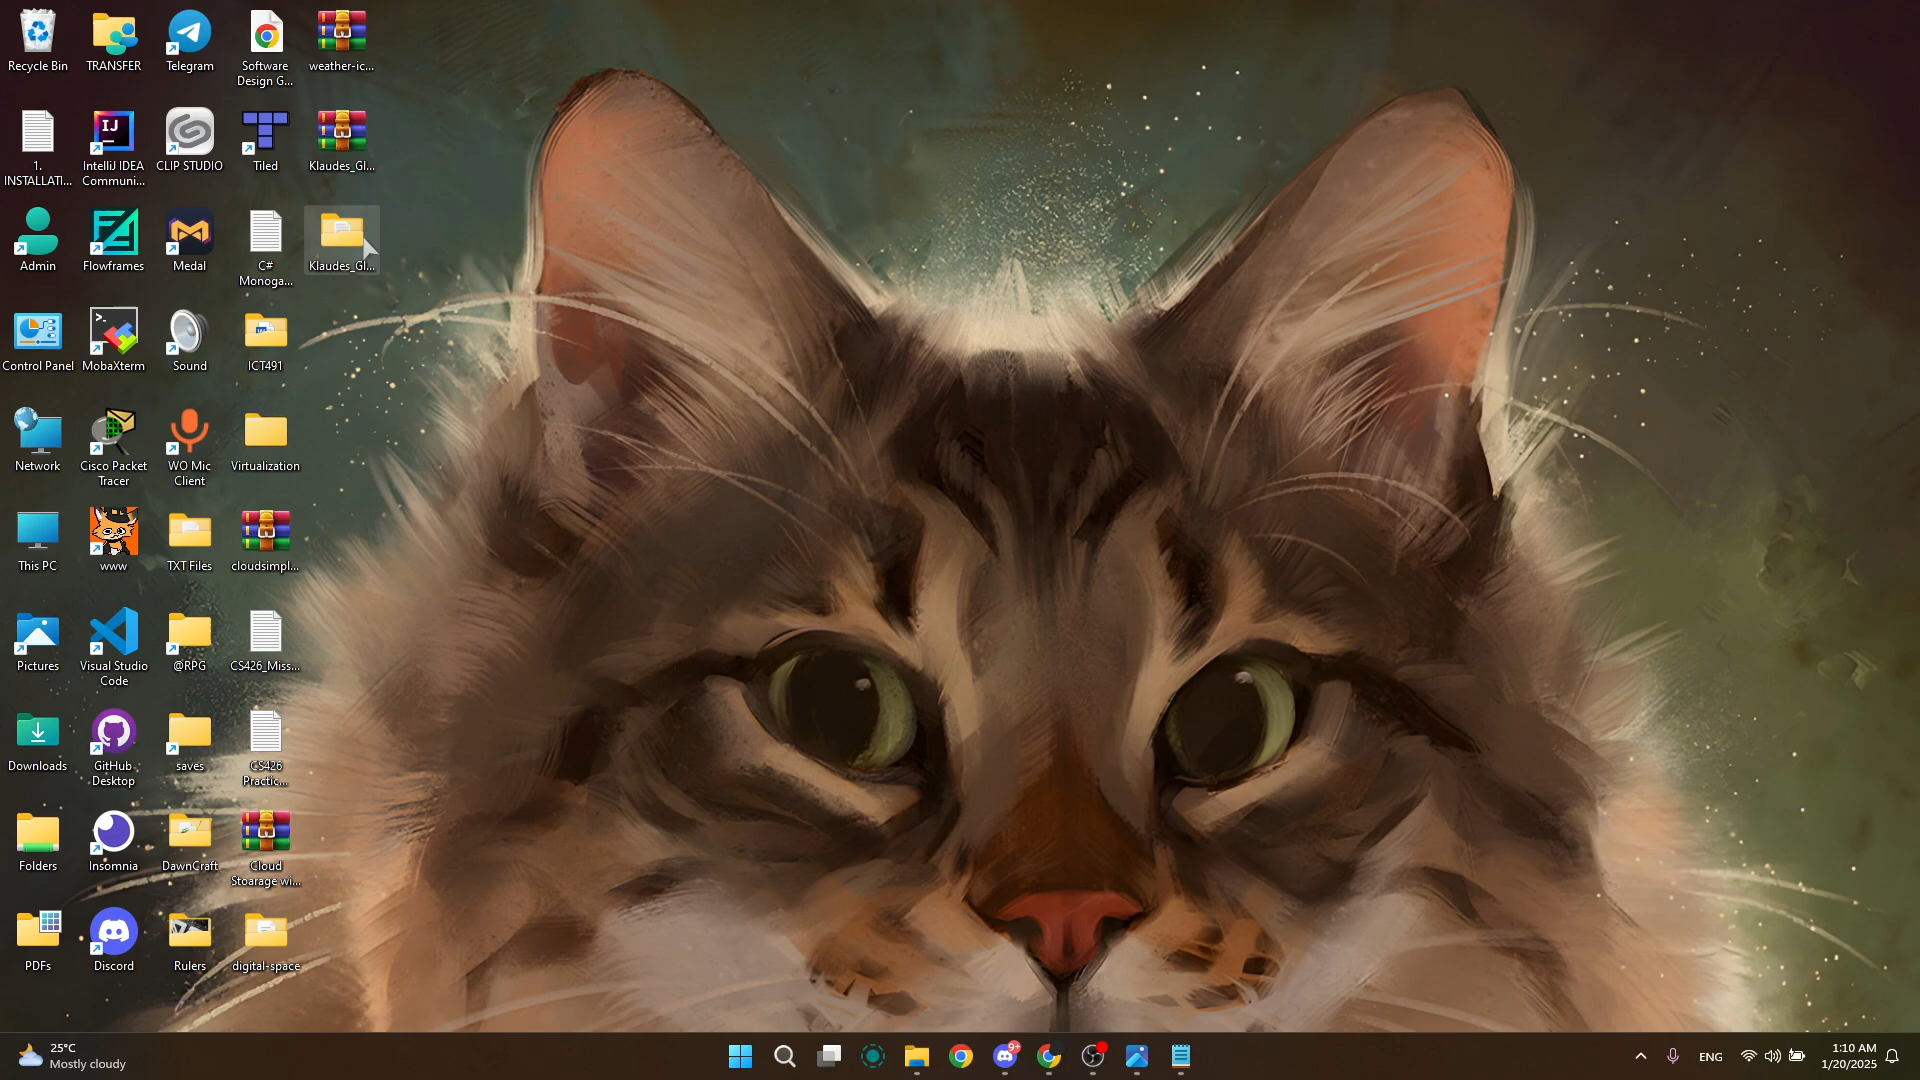 Recycle Bin
TRANSFER
Telegram
Software
Design G...
weather-ic...
1.
INSTALLATI...
IJ
IntelliJ IDEA
Communi...
CLIP STUDIO
Tiled
Klaudes_Gl...
Admin
Flowframes
Medal
C#
Monoga...
Klaudes_Gl...
Control Panel
MobaXterm
Sound
ICT491
Network
Cisco Packet
Tracer
WO Mic
Client
Virtualization
This PC
www
TXT Files
cloudsimpl...
Pictures
Visual Studio
Code
@RPG
CS426_Miss...
Downloads
GitHub
Desktop
saves
CS426
Practic...
Folders
Insomnia
DawnCraft
Cloud
Stoarage wi...
PDFs
Discord
Rulers
digital-space
25°C
Mostly cloudy
9+
ENG
1:10 AM
1/20/2025